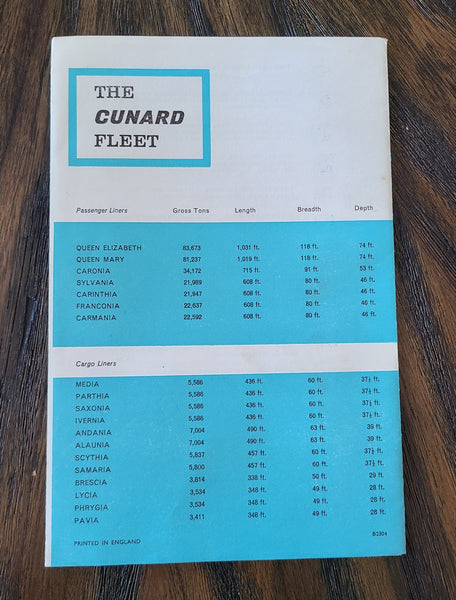 THE
CUNARD
FLEET
Passenger Liners Gross Tons Length Breadth Depth
QUEEN ELIZABETH 83,673 1,031 ft. 118 ft. 74 ft.
QUEEN MARY 81,237 1,019 ft. 118 ft. 74 ft.
CARONIA 34,172 715 ft. 91 ft. 53 ft.
SYLVANIA 21,989 608 ft. 80 ft. 46 ft.
CARINTHIA 21,947 608 ft. 80 ft. 46 ft.
FRANCONIA 22,637 608 ft. 80 ft. 46 ft.
CARMANIA 22,592 608 ft. 80 ft. 46 ft.
Cargo Liners
MEDIA 5,586 436 ft. 60 ft. 37½ ft.
PARTHIA 5,586 436 ft. 60 ft. 37½ ft.
SAXONIA 5,586 436 ft. 60 ft. 37½ ft.
IVERNIA 5,586 436 ft. 60 ft. 37½ ft.
ANDANIA 7,004 490 ft. 63 ft. 39 ft.
ALAUNIA 7,004 490 ft. 63 ft. 39 ft.
SCYTHIA 5,837 457 ft. 60 ft. 37½ ft.
SAMARIA 5,800 457 ft. 60 ft. 37½ ft.
BRESCIA 3,814 338 ft. 50 ft. 29 ft.
LYCIA 3,534 348 ft. 49 ft. 28 ft.
PHRYGIA 3,534 348 ft. 49 ft. 28 ft.
PAVIA 3,411 348 ft. 49 ft. 28 ft.
PRINTED IN ENGLAND B1304